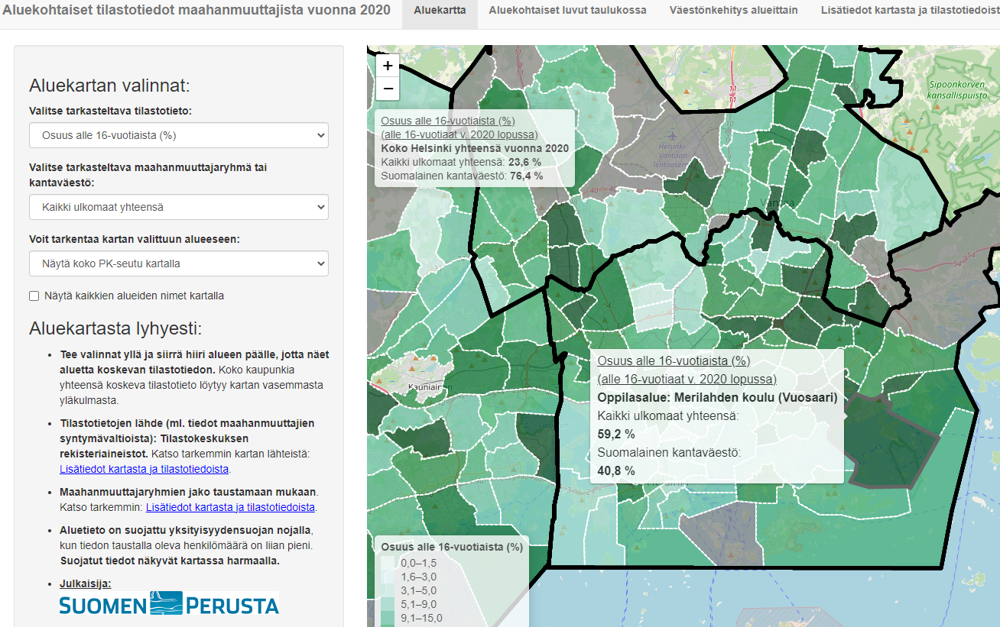 Aluekohtaiset tilastotiedot maahanmuuttajista vuonna 2020
Aluekartta
Aluekohtaiset luvut taulukossa
Väestönkehitys alueittain
Lisätiedot kartasta ja tilastotiedoist
Aluekartan valinnat:
Valitse tarkasteltava tilastotieto:
Osuus alle 16-vuotiaista (%)
Valitse tarkasteltava maahanmuuttajaryhmä tai
kantaväestö:
Kaikki ulkomaat yhteensä
Voit tarkentaa kartan valittuun alueeseen:
Näytä koko PK-seutu kartalla
Näytä kaikkien alueiden nimet kartalla
Aluekartasta lyhyesti:
• Tee valinnat yllä ja siirrä hiiri alueen päälle, jotta näet
aluetta koskevan tilastotiedon. Koko kaupunkia
yhteensä koskeva tilastotieto löytyy kartan vasemmasta
yläkulmasta.
• Tilastotietojen lähde (ml. tiedot maahanmuuttajien
syntymävaltioista): Tilastokeskuksen
rekisteriaineistot. Katso tarkemmin kartan lähteistä:
Lisätiedot kartasta ja tilastotiedoista.
• Maahanmuuttajaryhmien jako taustamaan mukaan.
Katso tarkemmin: Lisätiedot kartasta ja tilastotiedoista.
• Aluetieto on suojattu yksityisyydensuojan nojalla,
kun tiedon taustalla oleva henkilömäärä on liian pieni.
Suojatut tiedot näkyvät kartassa harmaalla.
• Julkaisija:
SUOMEN PERUSTA
+
−
Osuus alle 16-vuotiaista (%)
(alle 16-vuotiaat v. 2020 lopussa)
Koko Helsinki yhteensä vuonna 2020
Kaikki ulkomaat yhteensä: 23,6 %
Suomalainen kantaväestö: 76,4 %
11
11
11
Sipoonkorven
kansallispuisto
Helsinki-
Vantaan
lentoasema
Vantaa
40
54
54
Kauniainen
Osuus alle 16-vuotiaista (%)
(alle 16-vuotiaat v. 2020 lopussa)
Oppilasalue: Merilahden koulu (Vuosaari)
Kaikki ulkomaat yhteensä:
59,2 %
Suomalainen kantaväestö:
40,8 %
Osuus alle 16-vuotiaista (%)
0,0–1,5
1,6–3,0
3,1–5,0
5,1–9,0
9,1–15,0